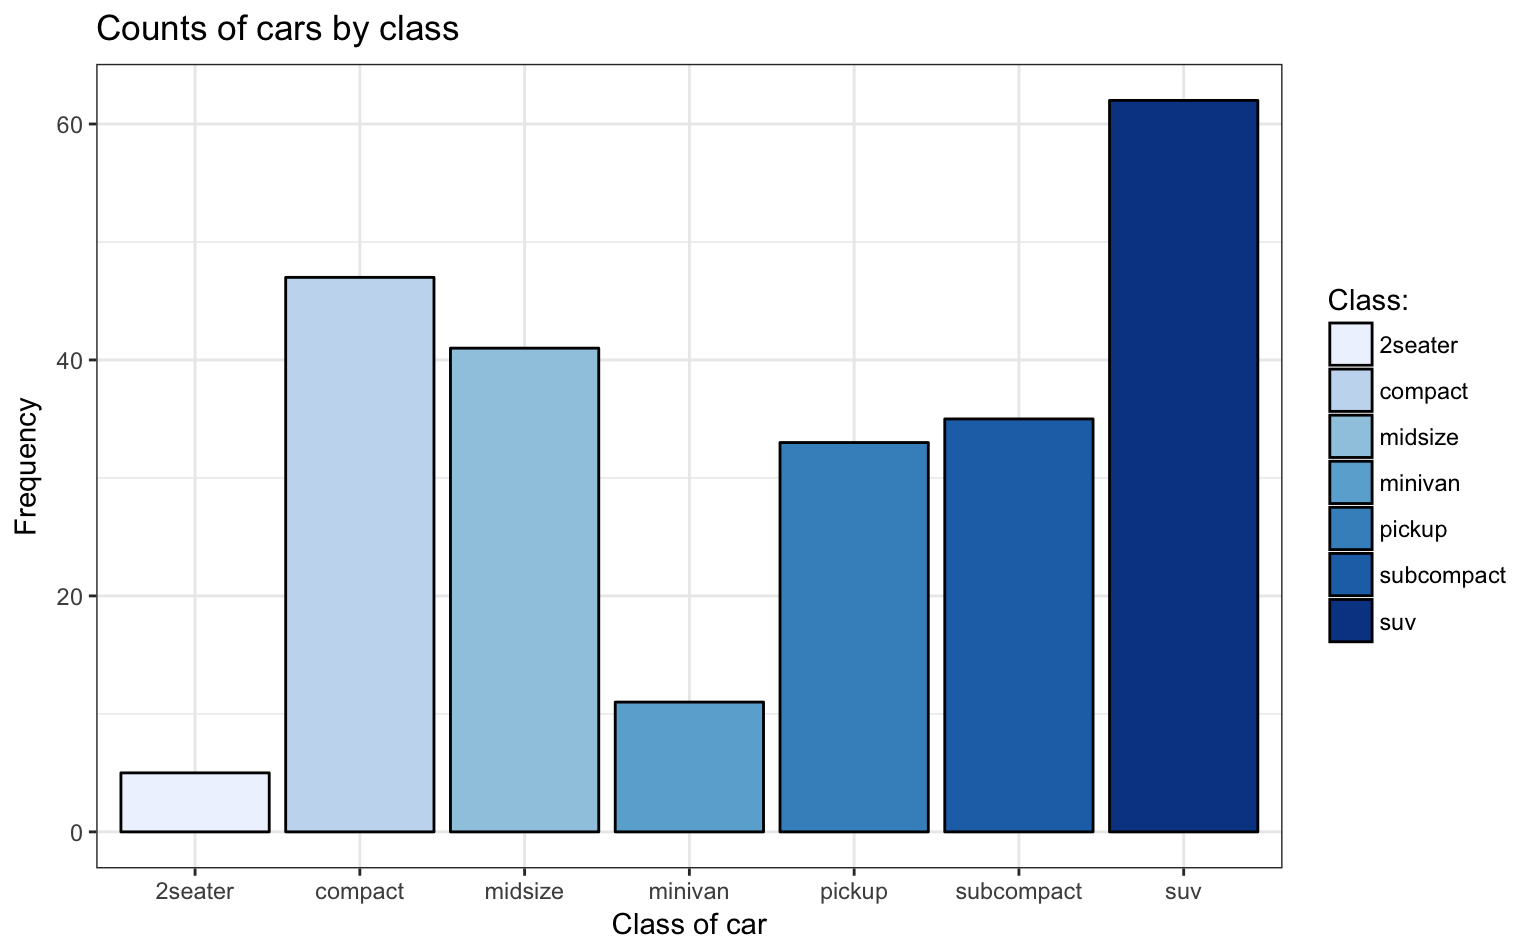 Counts of cars by class
Frequency
60
40
20
0
2seater compact midsize minivan pickup subcompact suv
Class of car
Class:
2seater
compact
midsize
minivan
pickup
subcompact
suv